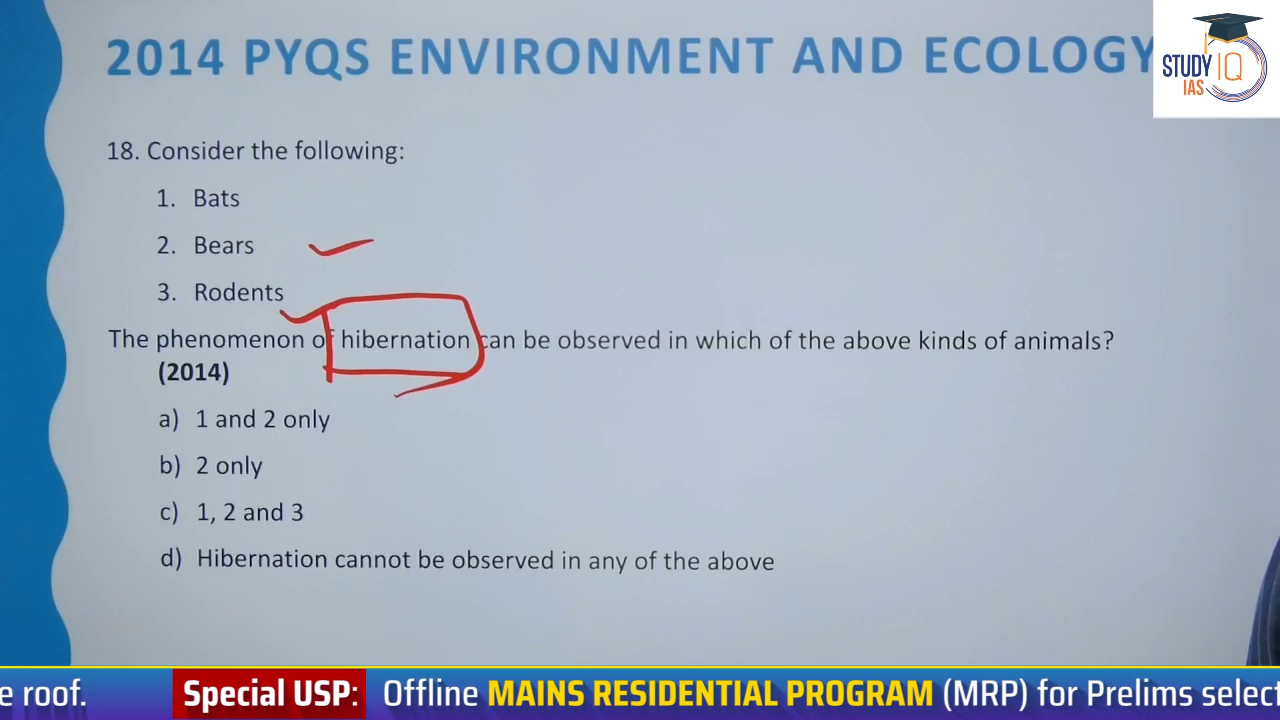 2014 PYQS ENVIRONMENT AND ECOLOGY
STUDY IQ
IAS
18. Consider the following:
1. Bats
2. Bears
3. Rodents
The phenomenon of hibernation can be observed in which of the above kinds of animals?
(2014)
a) 1 and 2 only
b) 2 only
c) 1, 2 and 3
d) Hibernation cannot be observed in any of the above
e roof. Special USP: Offline MAINS RESIDENTIAL PROGRAM (MRP) for Prelims select